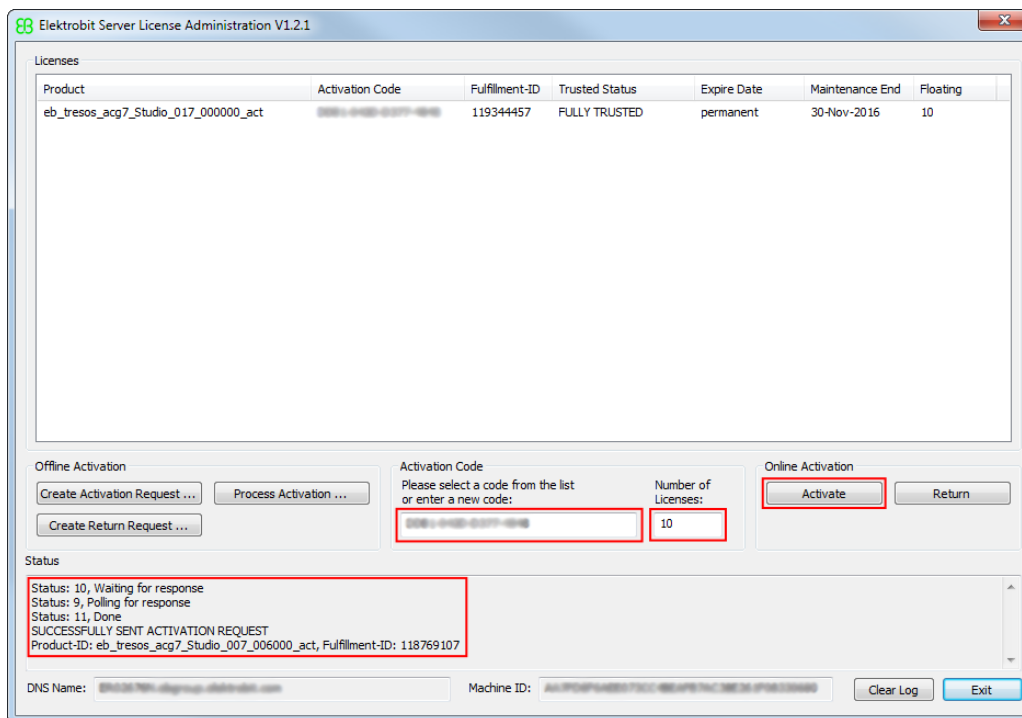 EB Elektrobit Server License Administration V1.2.1
Licenses
Product Activation Code Fulfillment-ID Trusted Status Expire Date Maintenance End Floating
eb_tresos_acg7_Studio_017_000000_act 119344457 FULLY TRUSTED permanent 30-Nov-2016 10
Offline Activation
Create Activation Request ... Process Activation ...
Create Return Request ...
Activation Code
Please select a code from the list
or enter a new code:
Number of
Licenses:
10
Online Activation
Activate Return
Status
Status: 10, Waiting for response
Status: 9, Polling for response
Status: 11, Done
SUCCESSFULLY SENT ACTIVATION REQUEST
Product-ID: eb_tresos_acg7_Studio_007_006000_act, Fulfillment-ID: 118769107
DNS Name: Machine ID: Clear Log Exit